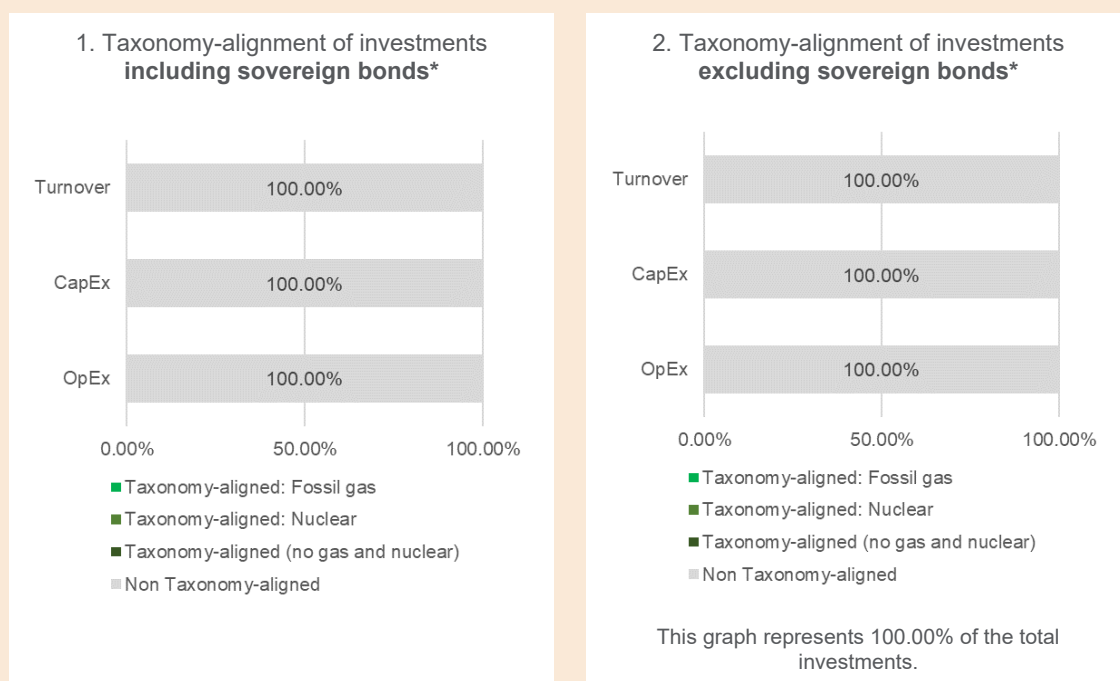 1. Taxonomy-alignment of investments
including sovereign bonds*
Turnover
100.00%
CapEx
100.00%
OpEx
100.00%
0.00%
50.00%
100.00%
Taxonomy-aligned: Fossil gas
Taxonomy-aligned: Nuclear
Taxonomy-aligned (no gas and nuclear)
Non Taxonomy-aligned
2. Taxonomy-alignment of investments
excluding sovereign bonds*
Turnover
100.00%
CapEx
100.00%
OpEx
100.00%
0.00%
50.00%
100.00%
Taxonomy-aligned: Fossil gas
Taxonomy-aligned: Nuclear
Taxonomy-aligned (no gas and nuclear)
Non Taxonomy-aligned
This graph represents 100.00% of the total
investments.